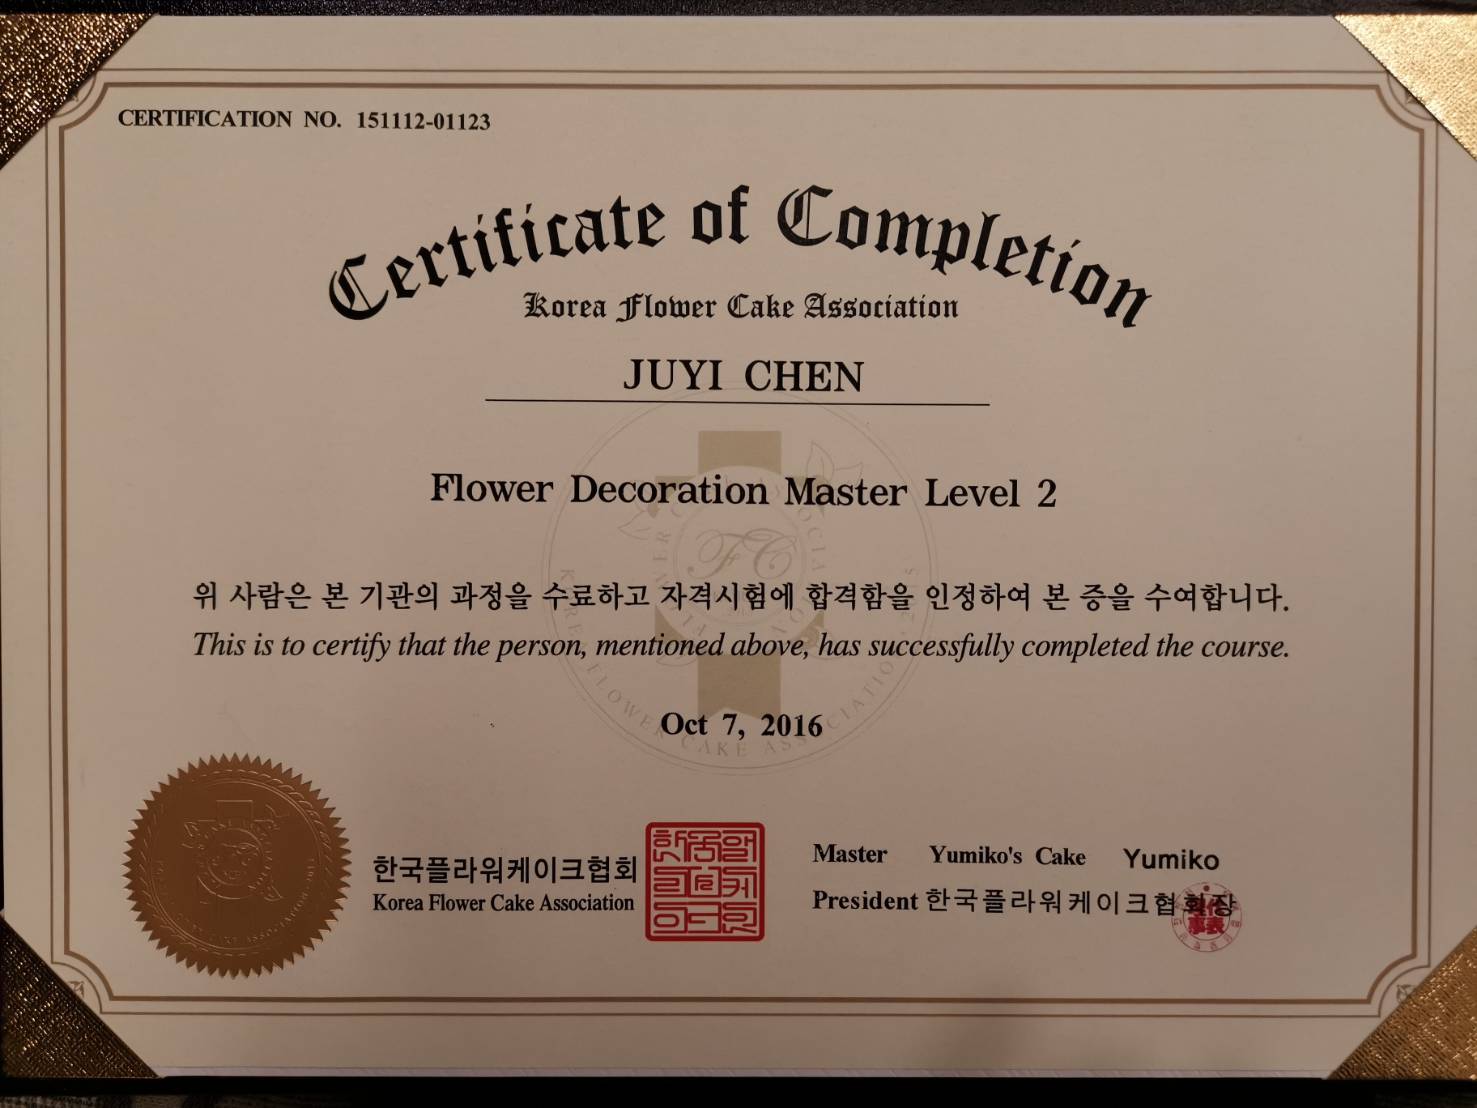 CERTIFICATION NO. 151112-01123
Certificate of Completion
Korea Flower Cake Association
JUYI CHEN
Flower Decoration Master Level 2
위 사람은 본 기관의 과정을 수료하고 자격시험에 합격함을 인정하여 본 증을 수여합니다.
This is to certify that the person, mentioned above, has successfully completed the course.
Oct 7, 2016
한국플라워케이크협회
Korea Flower Cake Association
Master Yumiko's Cake Yumiko
President 한국플라워케이크협회장
FC
KOREA FLOWER CAKE ASSOCIATION